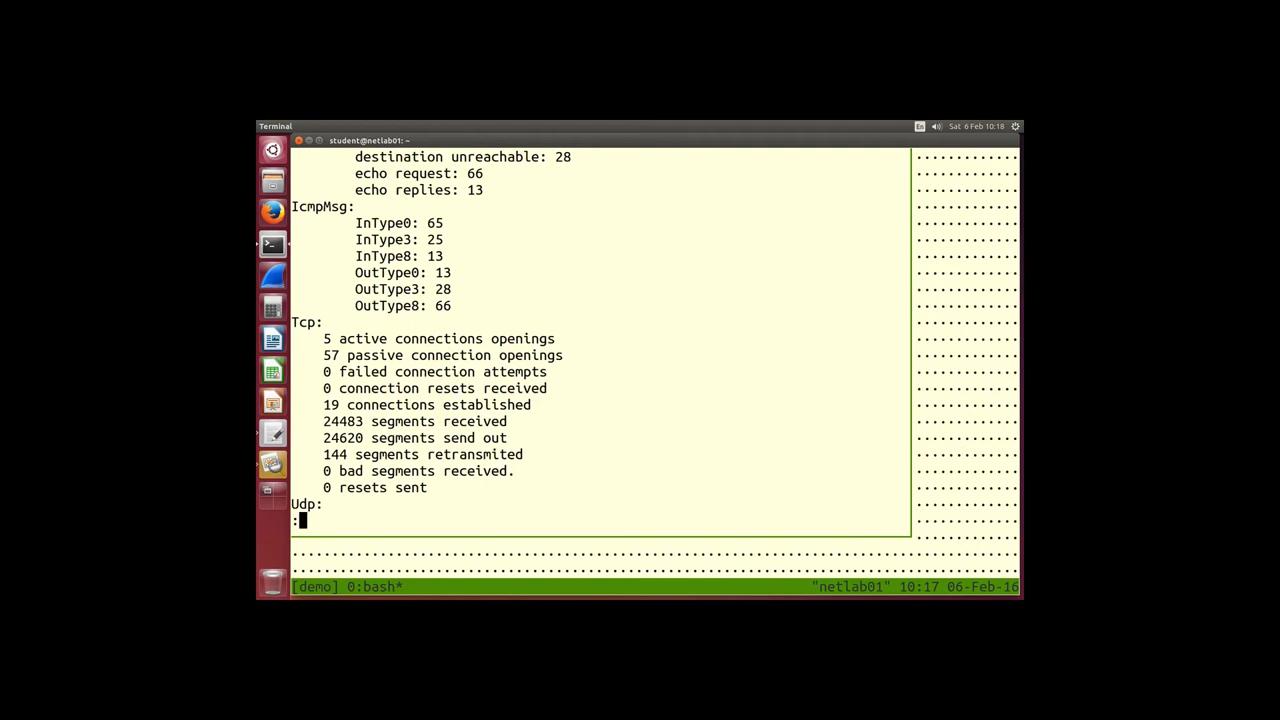 Terminal
En
Sat 6 Feb 10:18
student@netlab01: ~
destination unreachable: 28
echo request: 66
echo replies: 13
IcmpMsg:
InType0: 65
InType3: 25
InType8: 13
OutType0: 13
OutType3: 28
OutType8: 66
Tcp:
5 active connections openings
57 passive connection openings
0 failed connection attempts
0 connection resets received
19 connections established
24483 segments received
24620 segments send out
144 segments retransmited
0 bad segments received.
0 resets sent
Udp:
:
[demo] 0:bash* "netlab01" 10:17 06-Feb-16